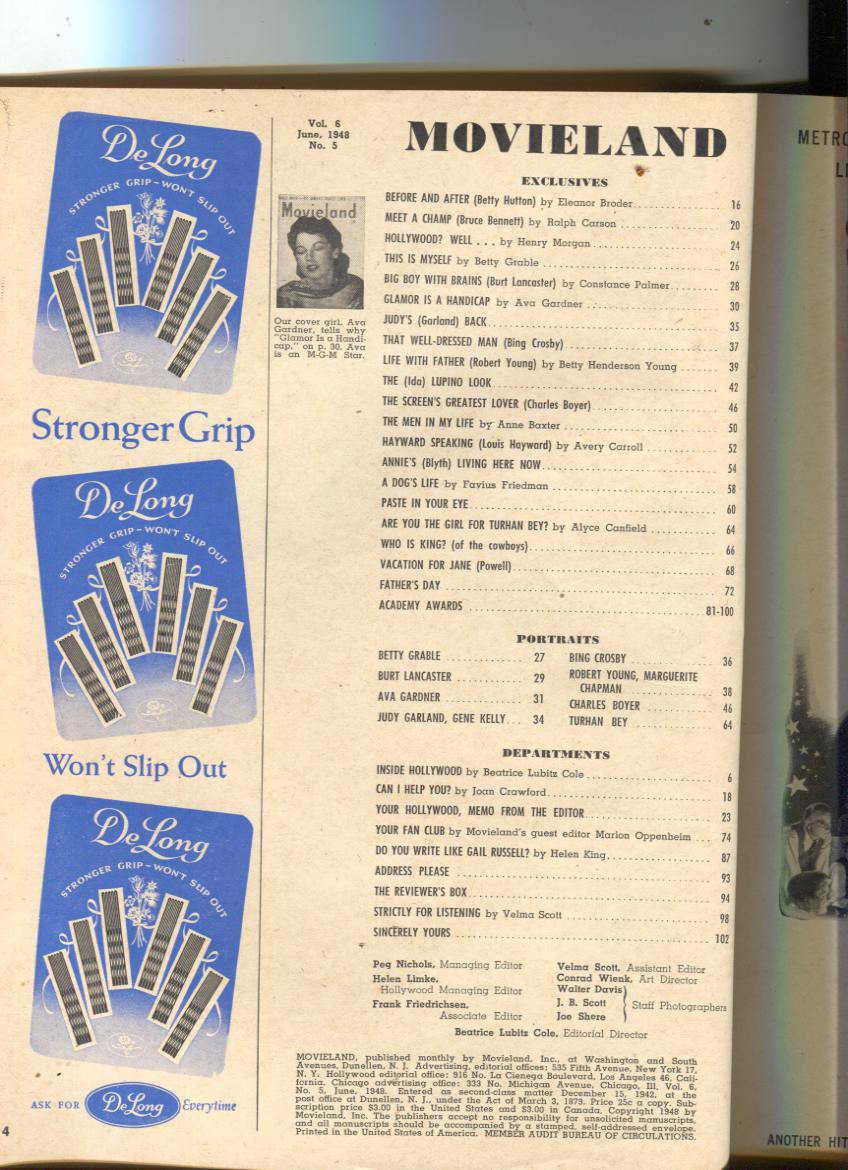 De Long
STRONGER GRIP – WON'T SLIP OUT
Stronger Grip
De Long
STRONGER GRIP – WON'T SLIP OUT
Won't Slip Out
De Long
STRONGER GRIP – WON'T SLIP OUT
ASK FOR De Long Everytime
4
Vol. 6
June, 1948
No. 5
MOVIELAND
Movieland
Our cover girl, Ava
Gardner, tells why
"Glamor Is a Handi-
cap," on p. 30. Ava
is an M-G-M Star.
EXCLUSIVES
BEFORE AND AFTER (Betty Hutton) by Eleanor Broder 16
MEET A CHAMP (Bruce Bennett) by Ralph Carson 20
HOLLYWOOD? WELL . . . by Henry Morgan 24
THIS IS MYSELF by Betty Grable 26
BIG BOY WITH BRAINS (Burt Lancaster) by Constance Palmer 28
GLAMOR IS A HANDICAP by Ava Gardner 30
JUDY'S (Garland) BACK 35
THAT WELL-DRESSED MAN (Bing Crosby) 37
LIFE WITH FATHER (Robert Young) by Betty Henderson Young 39
THE (Ida) LUPINO LOOK 42
THE SCREEN'S GREATEST LOVER (Charles Boyer) 46
THE MEN IN MY LIFE by Anne Baxter 50
HAYWARD SPEAKING (Louis Hayward) by Avery Carroll 52
ANNIE'S (Blyth) LIVING HERE NOW 54
A DOG'S LIFE by Favius Friedman 58
PASTE IN YOUR EYE 60
ARE YOU THE GIRL FOR TURHAN BEY? by Alyce Canfield 64
WHO IS KING? (of the cowboys) 66
VACATION FOR JANE (Powell) 68
FATHER'S DAY 72
ACADEMY AWARDS 81-100
PORTRAITS
BETTY GRABLE 27
BURT LANCASTER 29
AVA GARDNER 31
JUDY GARLAND, GENE KELLY 34
BING CROSBY 36
ROBERT YOUNG, MARGUERITE
CHAPMAN 38
CHARLES BOYER 46
TURHAN BEY 64
DEPARTMENTS
INSIDE HOLLYWOOD by Beatrice Lubitz Cole 6
CAN I HELP YOU? by Joan Crawford 18
YOUR HOLLYWOOD, MEMO FROM THE EDITOR 23
YOUR FAN CLUB by Movieland's guest editor Marion Oppenheim 74
DO YOU WRITE LIKE GAIL RUSSELL? by Helen King 87
ADDRESS PLEASE 93
THE REVIEWER'S BOX 94
STRICTLY FOR LISTENING by Velma Scott 98
SINCERELY YOURS 102
Peg Nichols, Managing Editor
Helen Limke,
Hollywood Managing Editor
Frank Friedrichsen,
Associate Editor
Velma Scott, Assistant Editor
Conrad Wienk, Art Director
Walter Davis
J. B. Scott
Joe Shere
Staff Photographers
Beatrice Lubitz Cole, Editorial Director
MOVIELAND, published monthly by Movieland, Inc., at Washington and South
Avenues, Dunellen, N. J. Advertising, editorial offices: 535 Fifth Avenue, New York 17,
N. Y. Hollywood editorial office: 916 No. La Cienega Boulevard, Los Angeles 46, Cali-
fornia. Chicago advertising office: 333 No. Michigan Avenue, Chicago, Ill. Vol. 6,
No. 5, June, 1948. Entered as second-class matter December 15, 1942, at the
post office at Dunellen, N. J., under the Act of March 3, 1879. Price 25c a copy. Sub-
scription price $3.00 in the United States and $3.00 in Canada. Copyright 1948 by
Movieland, Inc. The publishers accept no responsibility for unsolicited manuscripts,
and all manuscripts should be accompanied by a stamped, self-addressed envelope.
Printed in the United States of America. MEMBER AUDIT BUREAU OF CIRCULATIONS.
METRO
ANOTHER HIT